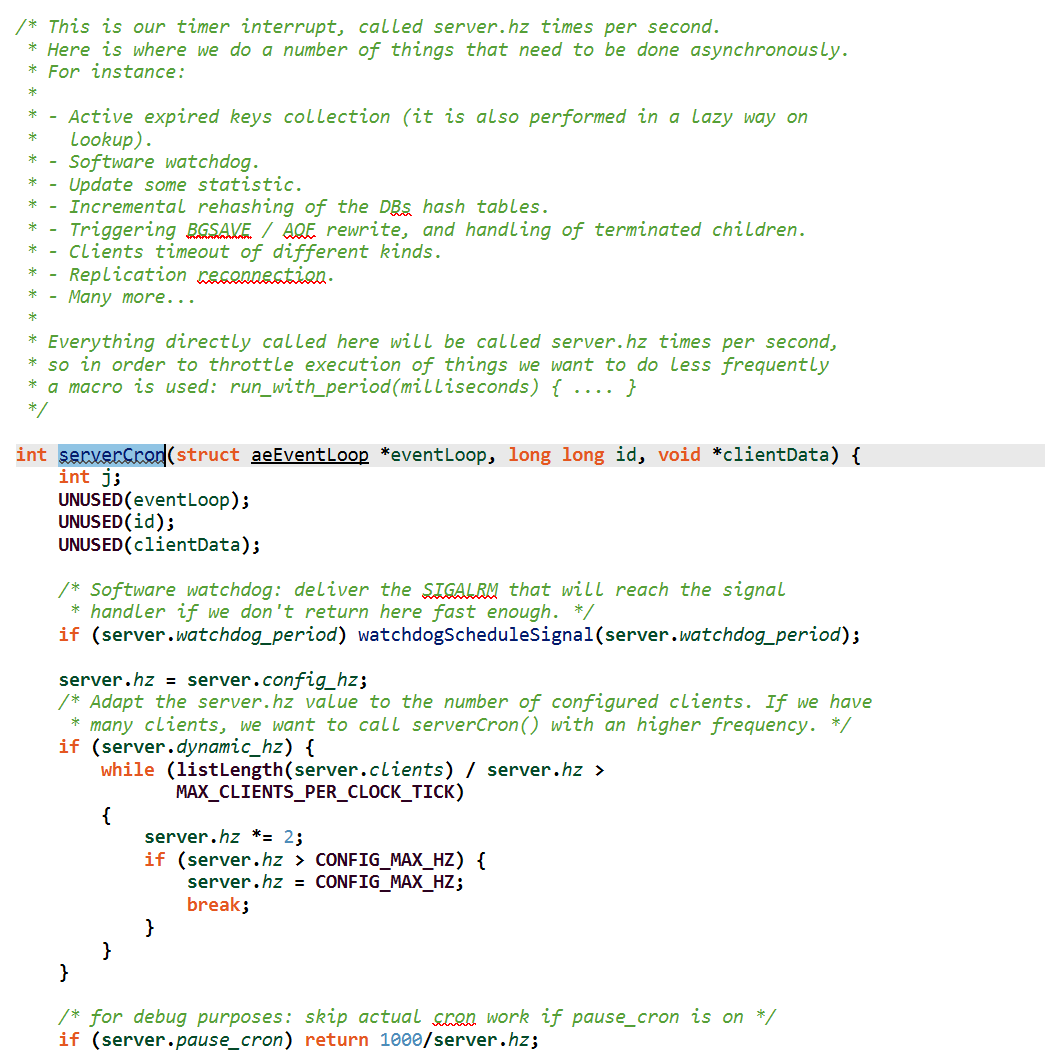 /* This is our timer interrupt, called server.hz times per second.
 * Here is where we do a number of things that need to be done asynchronously.
 * For instance:
 *
 * - Active expired keys collection (it is also performed in a lazy way on
 *   lookup).
 * - Software watchdog.
 * - Update some statistic.
 * - Incremental rehashing of the DBs hash tables.
 * - Triggering BGSAVE / AOF rewrite, and handling of terminated children.
 * - Clients timeout of different kinds.
 * - Replication reconnection.
 * - Many more...
 *
 * Everything directly called here will be called server.hz times per second,
 * so in order to throttle execution of things we want to do less frequently
 * a macro is used: run_with_period(milliseconds) { .... }
 */

int serverCron(struct aeEventLoop *eventLoop, long long id, void *clientData) {
    int j;
    UNUSED(eventLoop);
    UNUSED(id);
    UNUSED(clientData);

    /* Software watchdog: deliver the SIGALRM that will reach the signal
     * handler if we don't return here fast enough. */
    if (server.watchdog_period) watchdogScheduleSignal(server.watchdog_period);

    server.hz = server.config_hz;
    /* Adapt the server.hz value to the number of configured clients. If we have
     * many clients, we want to call serverCron() with an higher frequency. */
    if (server.dynamic_hz) {
        while (listLength(server.clients) / server.hz >
               MAX_CLIENTS_PER_CLOCK_TICK)
        {
            server.hz *= 2;
            if (server.hz > CONFIG_MAX_HZ) {
                server.hz = CONFIG_MAX_HZ;
                break;
            }
        }
    }

    /* for debug purposes: skip actual cron work if pause_cron is on */
    if (server.pause_cron) return 1000/server.hz;